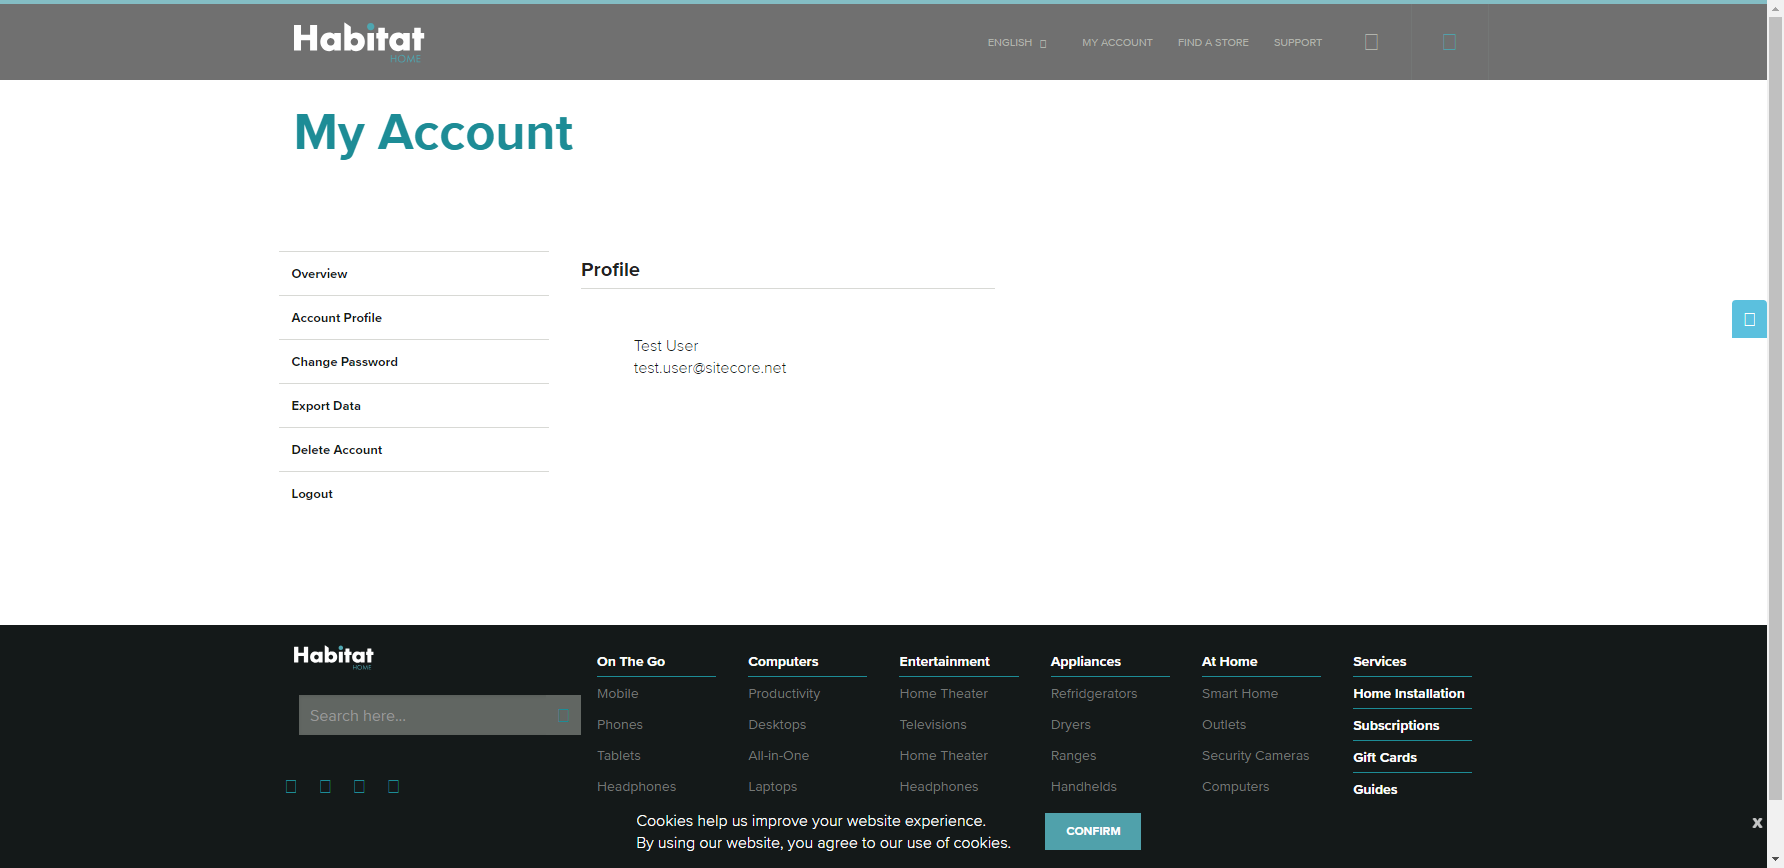 Habitat
HOME
ENGLISH MY ACCOUNT FIND A STORE SUPPORT
My Account
Overview
Account Profile
Change Password
Export Data
Delete Account
Logout
Profile
Test User
test.user@sitecore.net
Habitat
HOME
Search here...
On The Go
Mobile
Phones
Tablets
Headphones
Computers
Productivity
Desktops
All-in-One
Laptops
Entertainment
Home Theater
Televisions
Home Theater
Headphones
Appliances
Refridgerators
Dryers
Ranges
Handhelds
At Home
Smart Home
Outlets
Security Cameras
Computers
Services
Home Installation
Subscriptions
Gift Cards
Guides
Cookies help us improve your website experience.
By using our website, you agree to our use of cookies.
CONFIRM
x